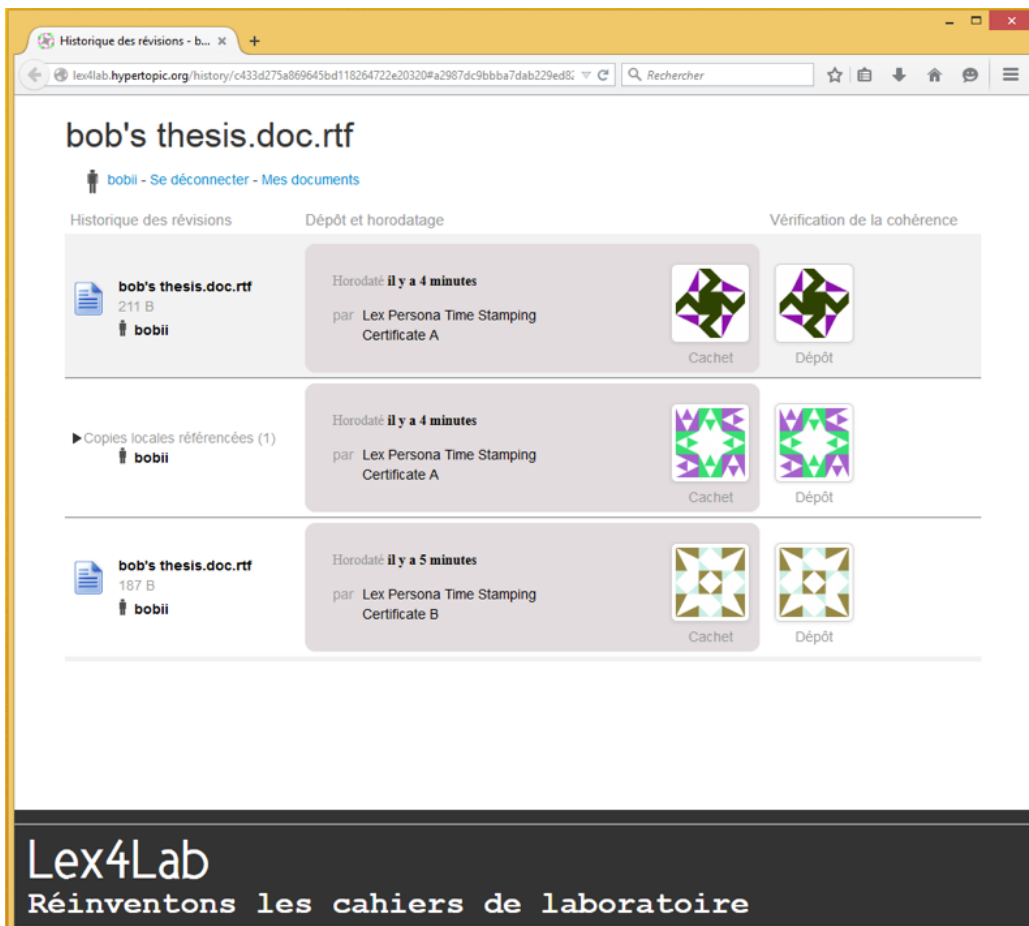 Historique des révisions - b...
lex4lab.hypertopic.org/history/c433d275a869645bd118264722e20320#a2987dc9bbba7dab229ed8
Rechercher
bob's thesis.doc.rtf
bobii - Se déconnecter - Mes documents
Historique des révisions Dépôt et horodatage Vérification de la cohérence
bob's thesis.doc.rtf
211 B
bobii
Horodaté il y a 4 minutes
par Lex Persona Time Stamping
Certificate A
Cachet Dépôt
Copies locales référencées (1)
bobii
Horodaté il y a 4 minutes
par Lex Persona Time Stamping
Certificate A
Cachet Dépôt
bob's thesis.doc.rtf
187 B
bobii
Horodaté il y a 5 minutes
par Lex Persona Time Stamping
Certificate B
Cachet Dépôt
Lex4Lab
Réinventons les cahiers de laboratoire